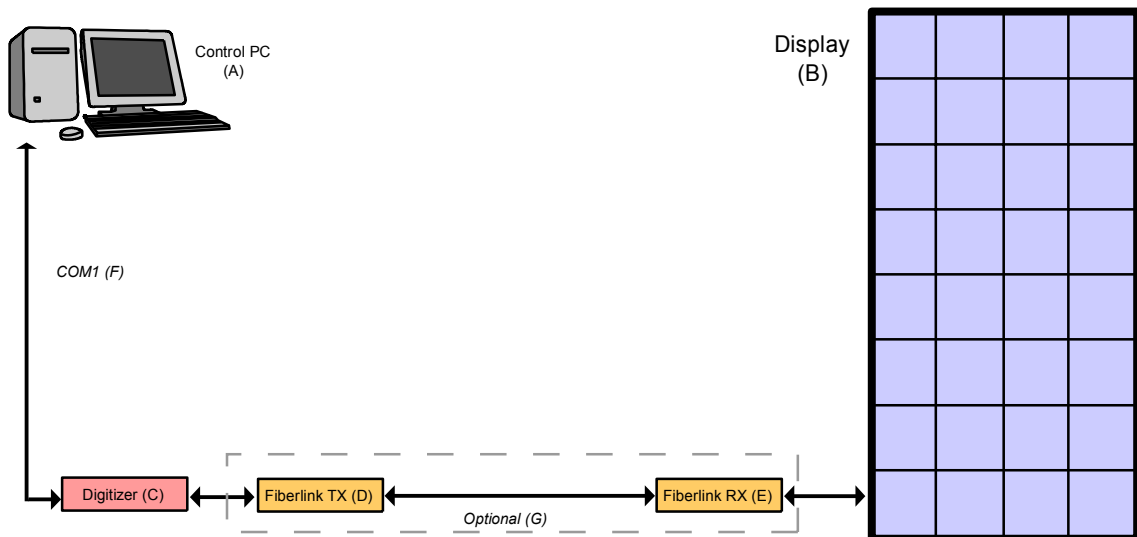 Control PC
(A)
Display
(B)
COM1 (F)
Digitizer (C)
Fiberlink TX (D)
Fiberlink RX (E)
Optional (G)